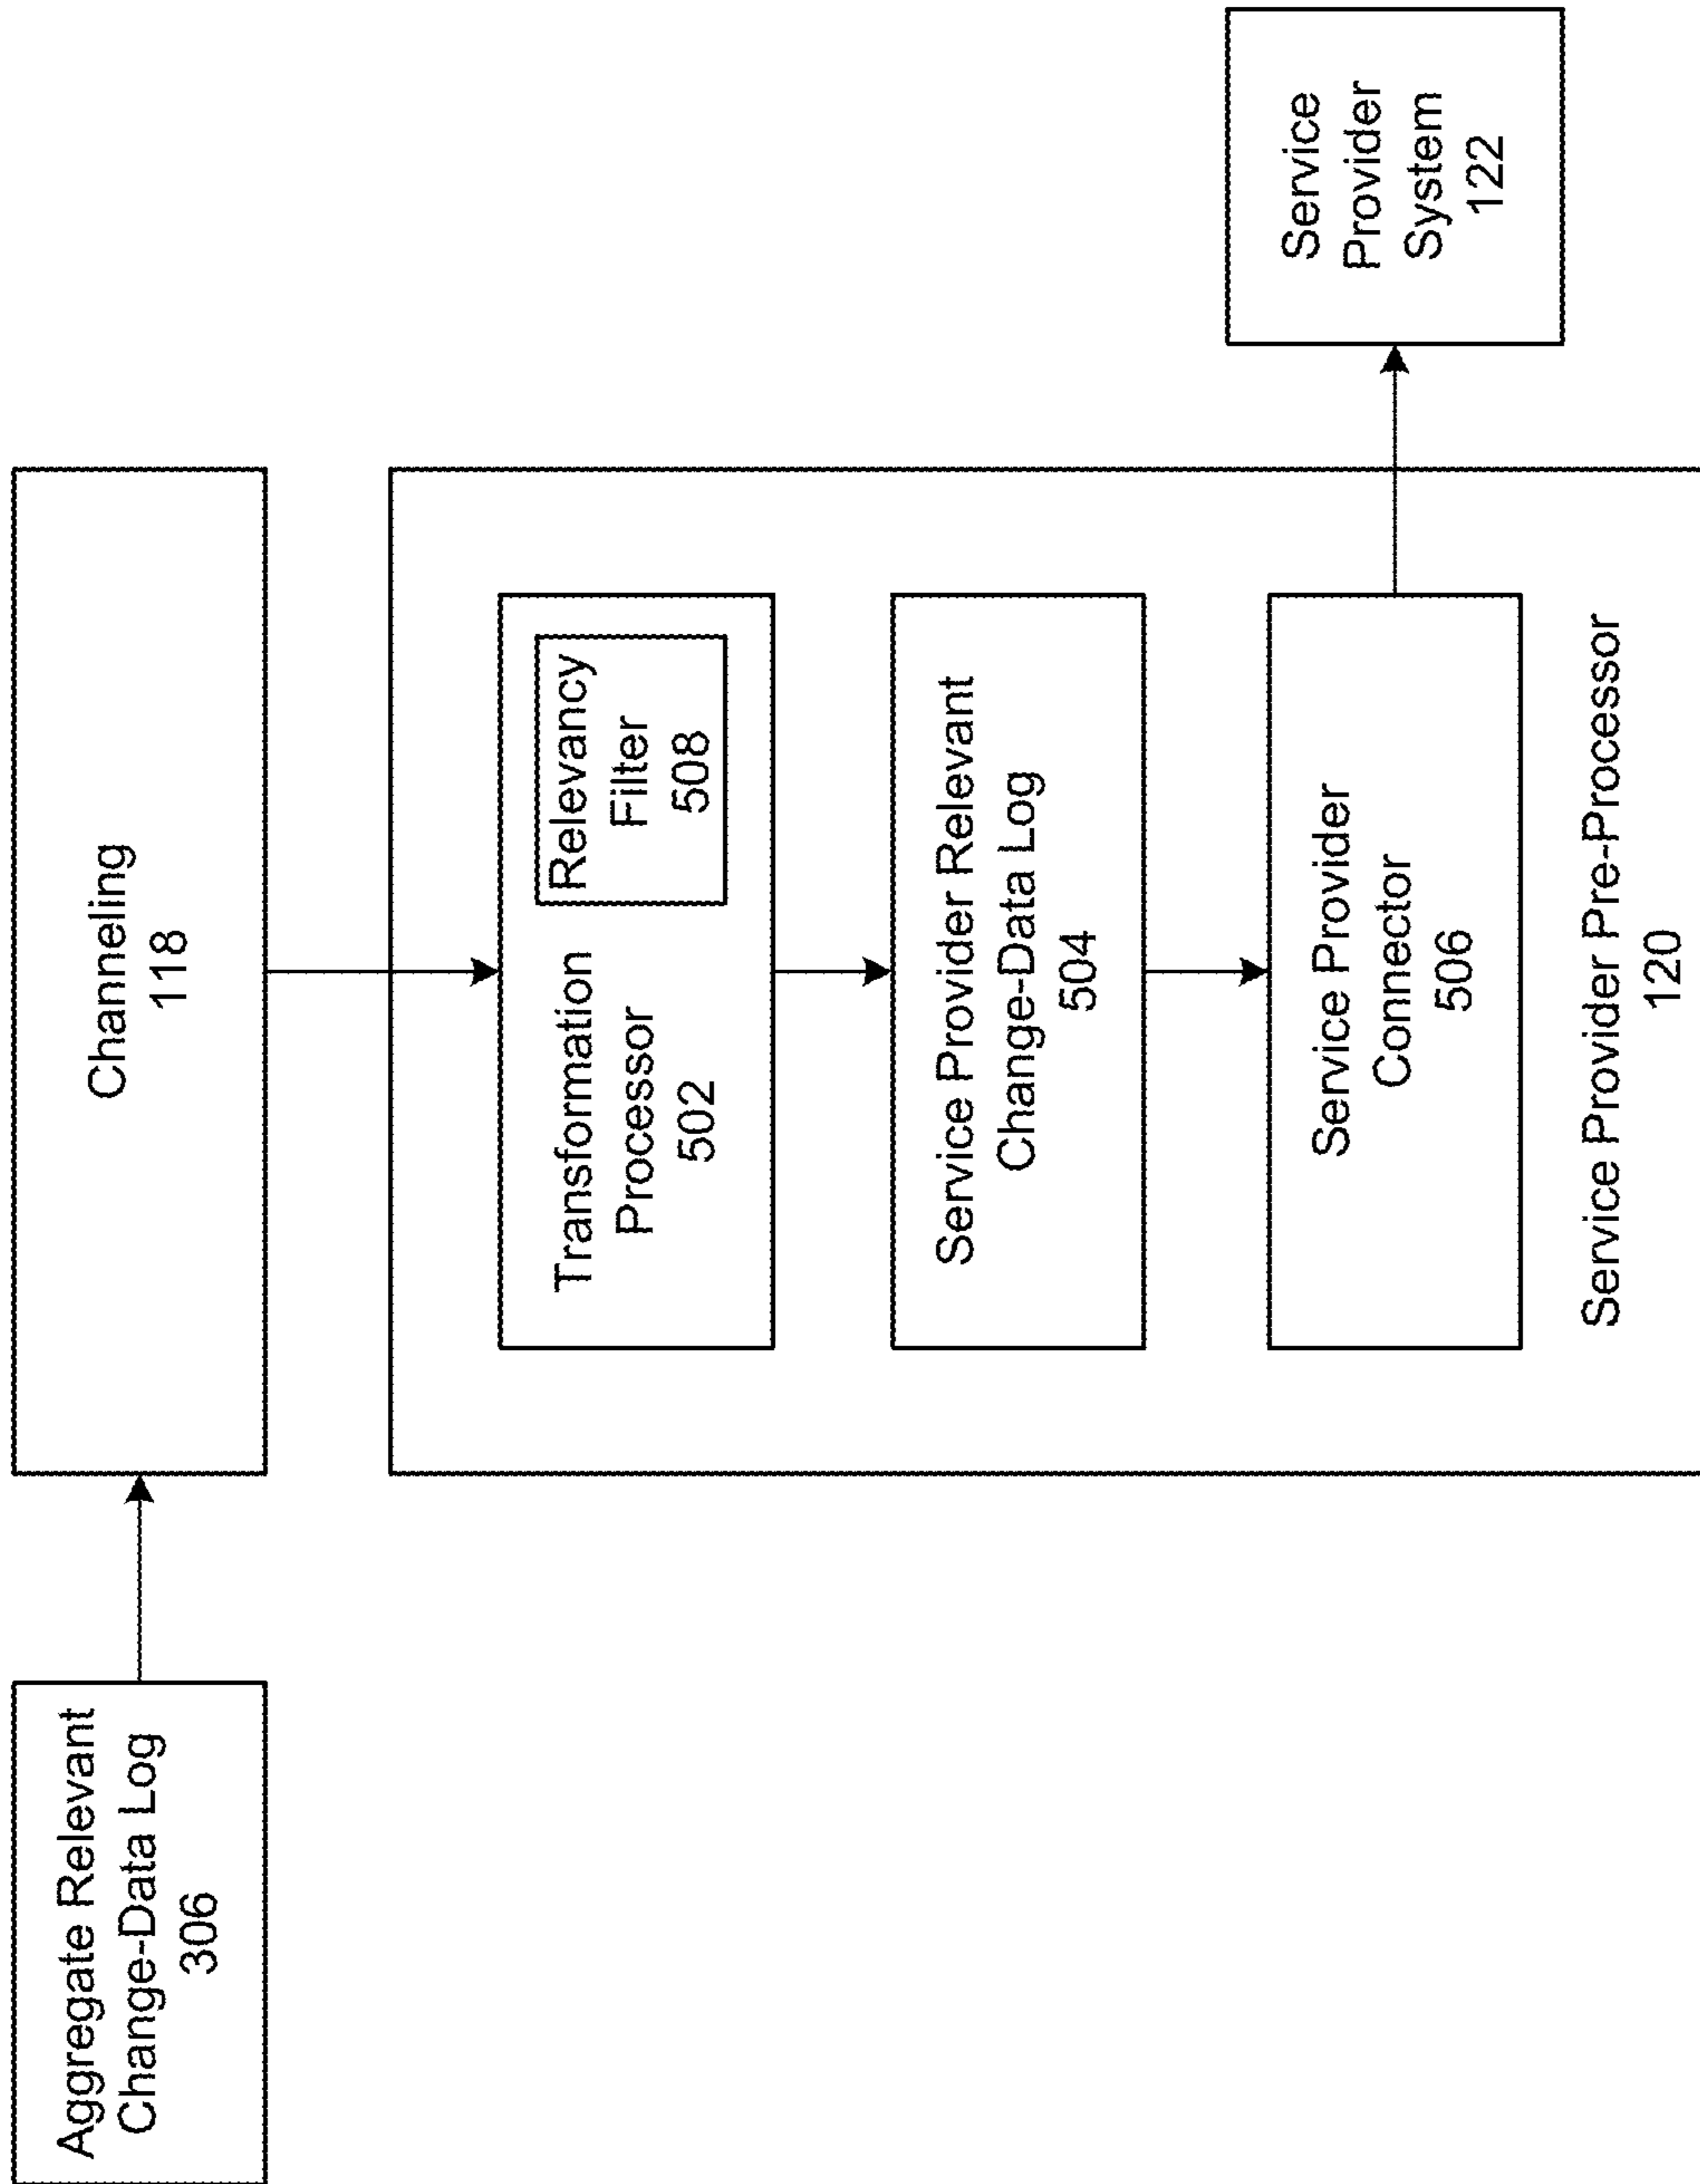 Aggregate Relevant
Change-Data Log
306
Channeling
118
Transformation
Processor
502
Relevancy
Filter
508
Service Provider Relevant
Change-Data Log
504
Service Provider
Connector
506
Service Provider Pre-Processor
120
Service
Provider
System
122